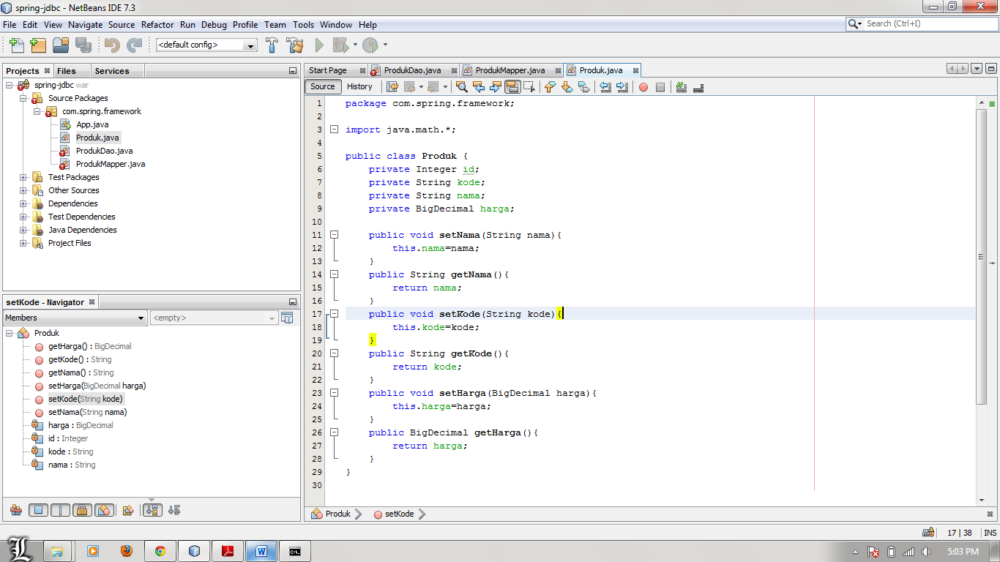 spring-jdbc - NetBeans IDE 7.3
File Edit View Navigate Source Refactor Run Debug Profile Team Tools Window Help
Search (Ctrl+I)
<default config>
Projects Files Services
spring-jdbc war
Source Packages
com.spring.framework
App.java
Produk.java
ProdukDao.java
ProdukMapper.java
Test Packages
Other Sources
Dependencies
Test Dependencies
Java Dependencies
Project Files
setKode - Navigator
Members <empty>
Produk
getHarga() : BigDecimal
getKode() : String
getNama() : String
setHarga(BigDecimal harga)
setKode(String kode)
setNama(String nama)
harga : BigDecimal
id : Integer
kode : String
nama : String
Start Page ProdukDao.java ProdukMapper.java Produk.java
Source History
1 package com.spring.framework;
2
3 import java.math.*;
4
5 public class Produk {
6 private Integer id;
7 private String kode;
8 private String nama;
9 private BigDecimal harga;
10
11 public void setNama(String nama){
12 this.nama=nama;
13 }
14 public String getNama(){
15 return nama;
16 }
17 public void setKode(String kode){
18 this.kode=kode;
19 }
20 public String getKode(){
21 return kode;
22 }
23 public void setHarga(BigDecimal harga){
24 this.harga=harga;
25 }
26 public BigDecimal getHarga(){
27 return harga;
28 }
29 }
30
Produk setKode
17 | 38 INS
5:03 PM